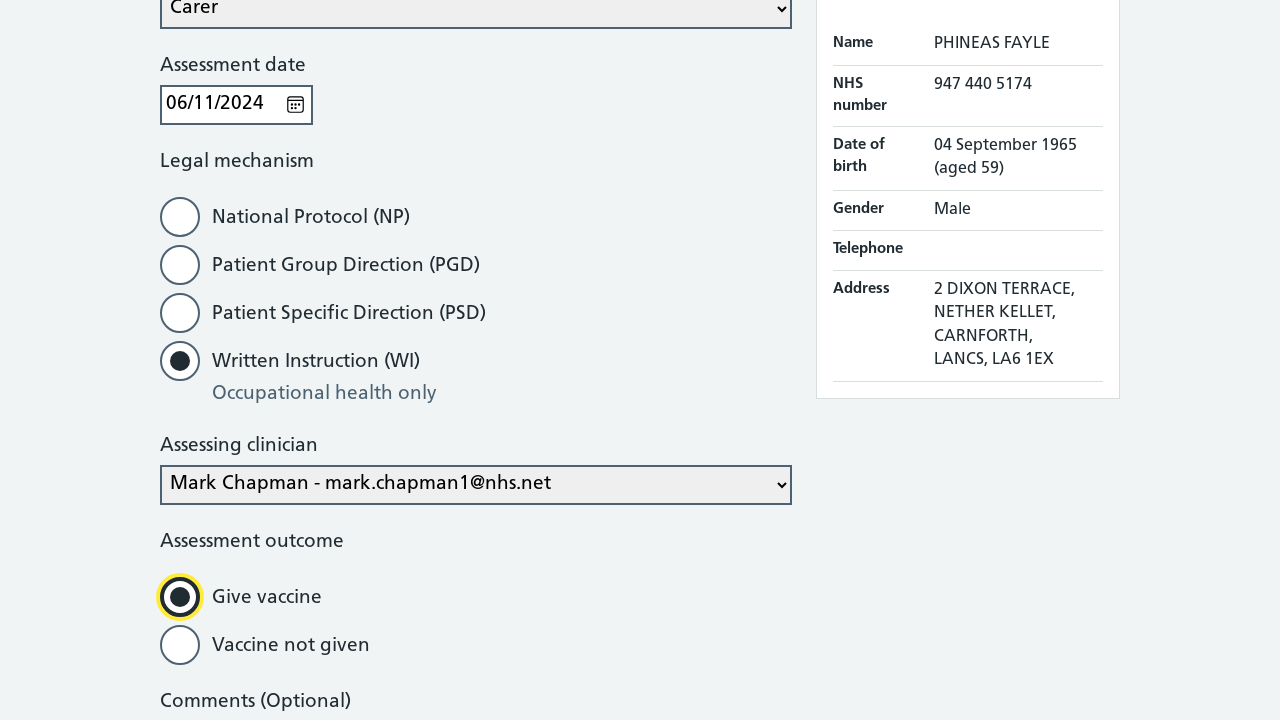 Carer
Assessment date
06/11/2024
Legal mechanism
National Protocol (NP)
Patient Group Direction (PGD)
Patient Specific Direction (PSD)
Written Instruction (WI)
Occupational health only
Assessing clinician
Mark Chapman - mark.chapman1@nhs.net
Assessment outcome
Give vaccine
Vaccine not given
Comments (Optional)
Name PHINEAS FAYLE
NHS number 947 440 5174
Date of birth 04 September 1965 (aged 59)
Gender Male
Telephone
Address 2 DIXON TERRACE,
NETHER KELLET,
CARNFORTH,
LANCS, LA6 1EX